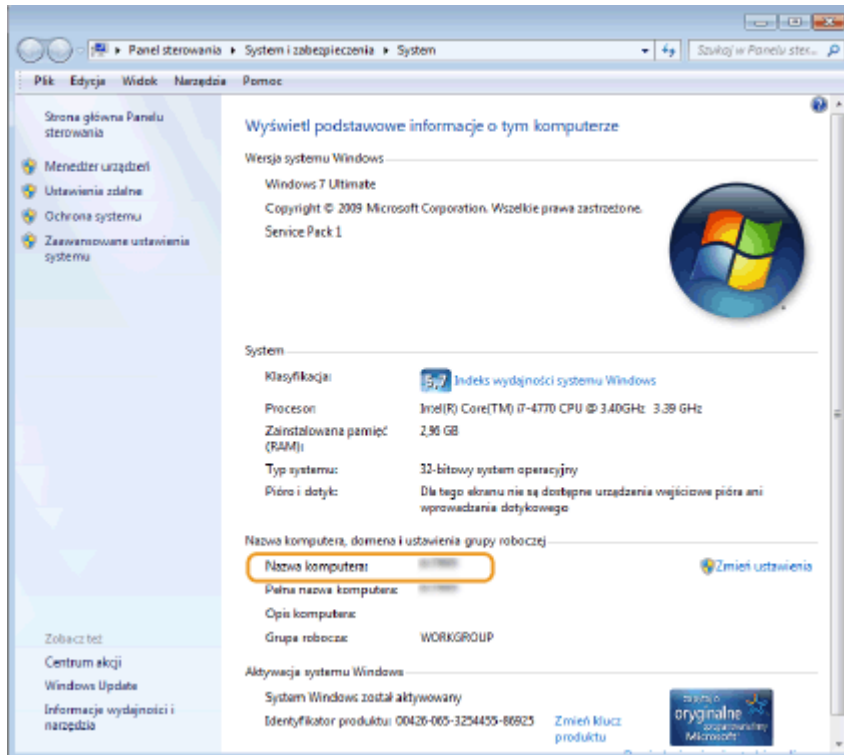 Panel sterowania ▸ System i zabezpieczenia ▸ System
Szukaj w Panelu ster...
Plik Edycja Widok Narzędzia Pomoc
Strona główna Panelu
sterowania
Menedżer urządzeń
Ustawienia zdalne
Ochrona systemu
Zaawansowane ustawienia
systemu
Wyświetl podstawowe informacje o tym komputerze
Wersja systemu Windows
Windows 7 Ultimate
Copyright © 2009 Microsoft Corporation. Wszelkie prawa zastrzeżone.
Service Pack 1
System
Klasyfikacja: 5,7 Indeks wydajności systemu Windows
Procesor: Intel(R) Core(TM) i7-4770 CPU @ 3.40GHz 3.39 GHz
Zainstalowana pamięć 2,96 GB
(RAM):
Typ systemu: 32-bitowy system operacyjny
Pióro i dotyk: Dla tego ekranu nie są dostępne urządzenia wejściowe pióra ani
wprowadzania dotykowego
Nazwa komputera, domena i ustawienia grupy roboczej
Nazwa komputera: Zmień ustawienia
Pełna nazwa komputera:
Opis komputera:
Grupa robocza: WORKGROUP
Aktywacja systemu Windows
System Windows został aktywowany
Identyfikator produktu: 00426-065-3254455-86925 Zmień klucz
produktu
oryginalne
Microsoft
Zobacz też
Centrum akcji
Windows Update
Informacje wydajności i
narzędzia